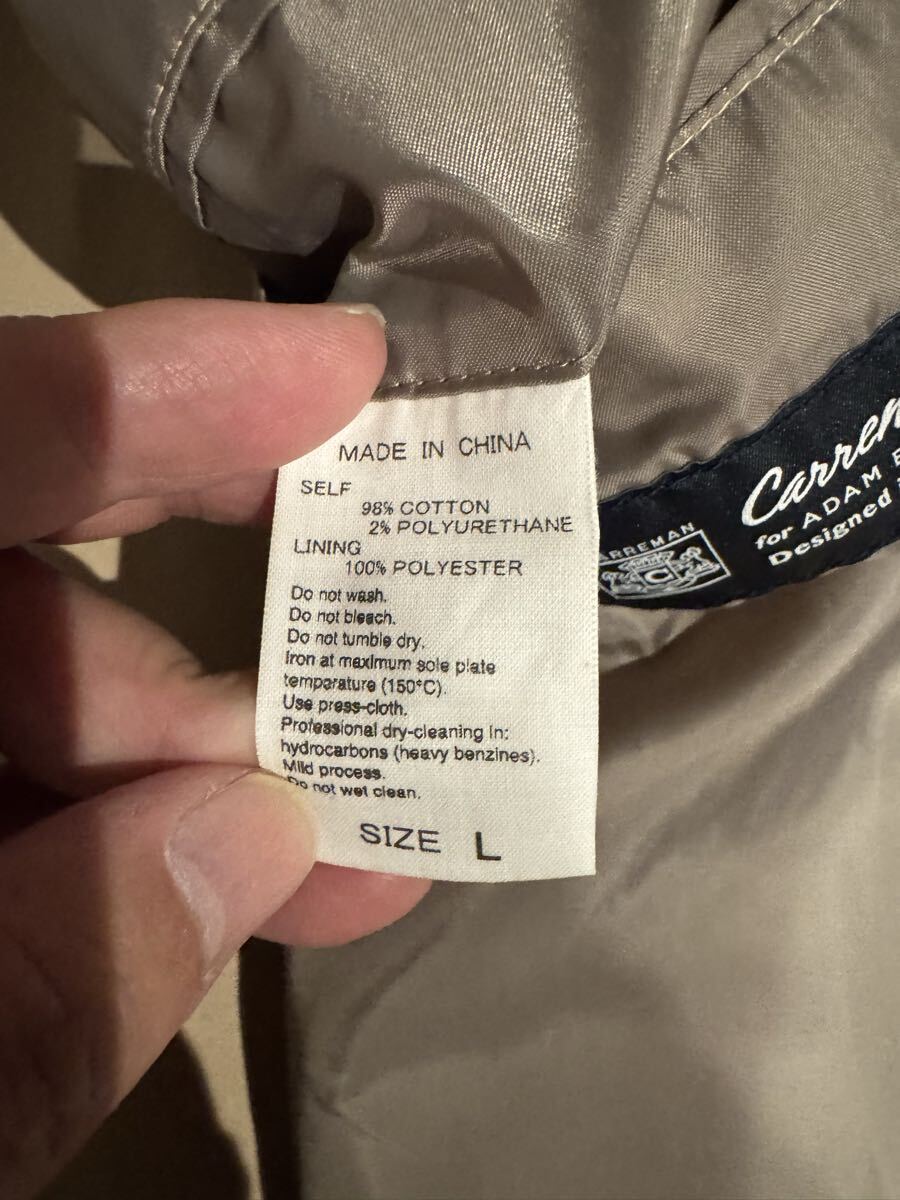 MADE IN CHINA
SELF
98% COTTON
2% POLYURETHANE
LINING
100% POLYESTER
Do not wash.
Do not bleach.
Do not tumble dry.
Iron at maximum sole plate
temperature (150°C).
Use press-cloth.
Professional dry-cleaning in:
hydrocarbons (heavy benzines).
Mild process.
Do not wet clean.
SIZE L
for ADAM
Designed